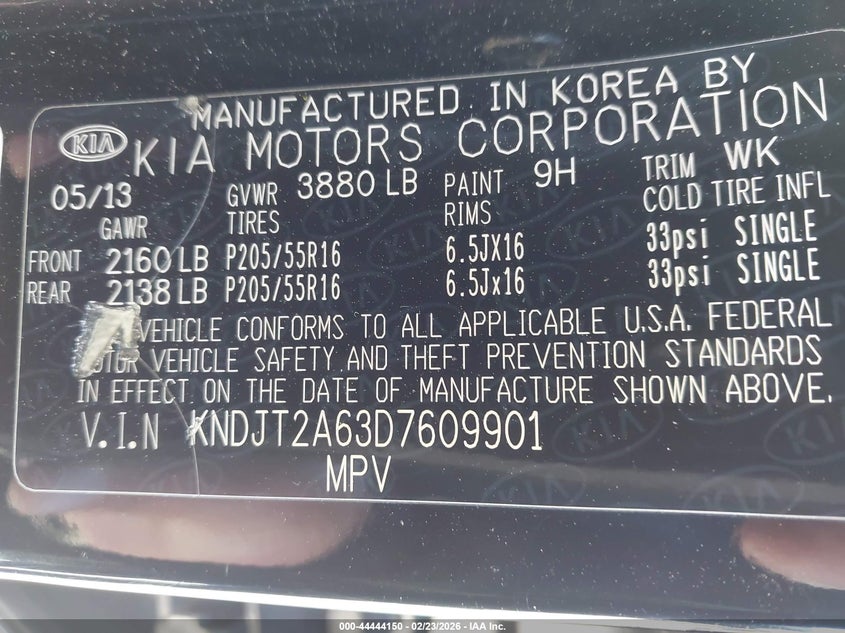 MANUFACTURED IN KOREA BY
KIA KIA MOTORS CORPORATION
05/13 GVWR 3880 LB PAINT 9H TRIM WK
GAWR TIRES RIMS COLD TIRE INFL
FRONT 2160 LB P205/55R16 6.5JX16 33psi SINGLE
REAR 2138 LB P205/55R16 6.5Jx16 33psi SINGLE
VEHICLE CONFORMS TO ALL APPLICABLE U.S.A. FEDERAL
VEHICLE SAFETY AND THEFT PREVENTION STANDARDS
IN EFFECT ON THE DATE OF MANUFACTURE SHOWN ABOVE.
V.I.N KNDJT2A63D7609901
MPV
000-44444150 - 02/23/2026 - IAA Inc.